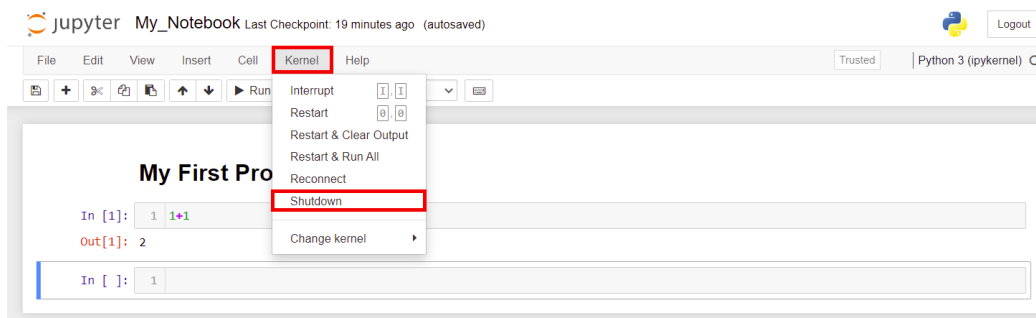 jupyter My_Notebook Last Checkpoint: 19 minutes ago (autosaved) Logout
File Edit View Insert Cell Kernel Help Trusted Python 3 (ipykernel)
Run
Interrupt I,I
Restart 0,0
Restart & Clear Output
Restart & Run All
Reconnect
Shutdown
Change kernel
My First Pro
In [1]: 1 1+1
Out[1]: 2
In [ ]: 1